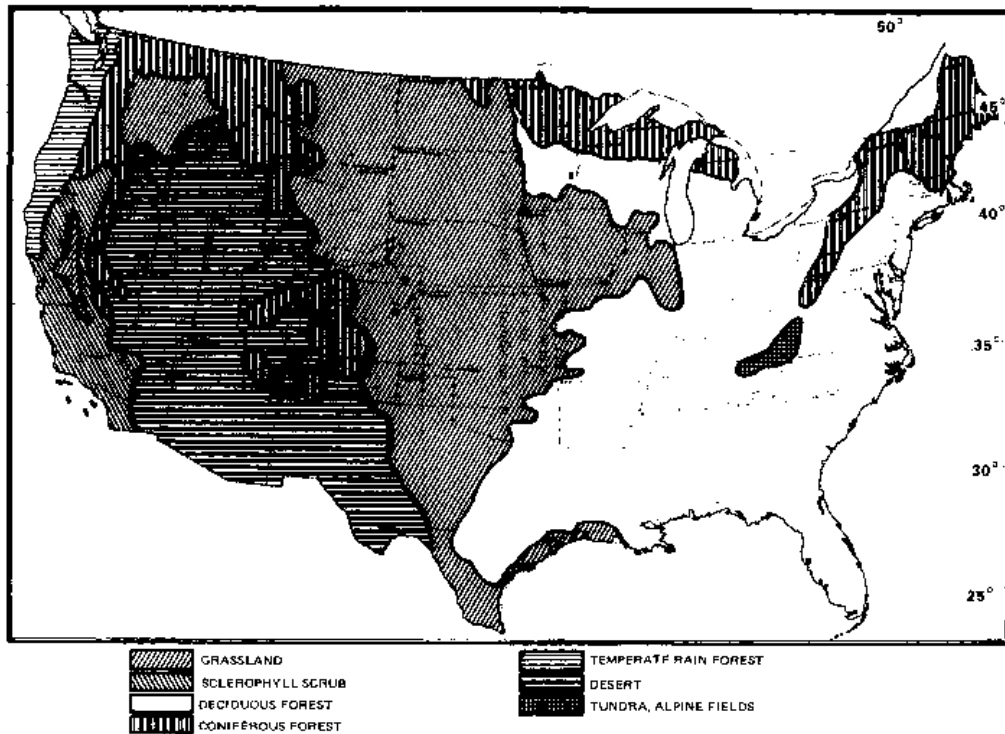 50°
45°
40°
35°
30°
25°
GRASSLAND
SCLEROPHYLL SCRUB
DECIDUOUS FOREST
CONIFEROUS FOREST
TEMPERATE RAIN FOREST
DESERT
TUNDRA, ALPINE FIELDS